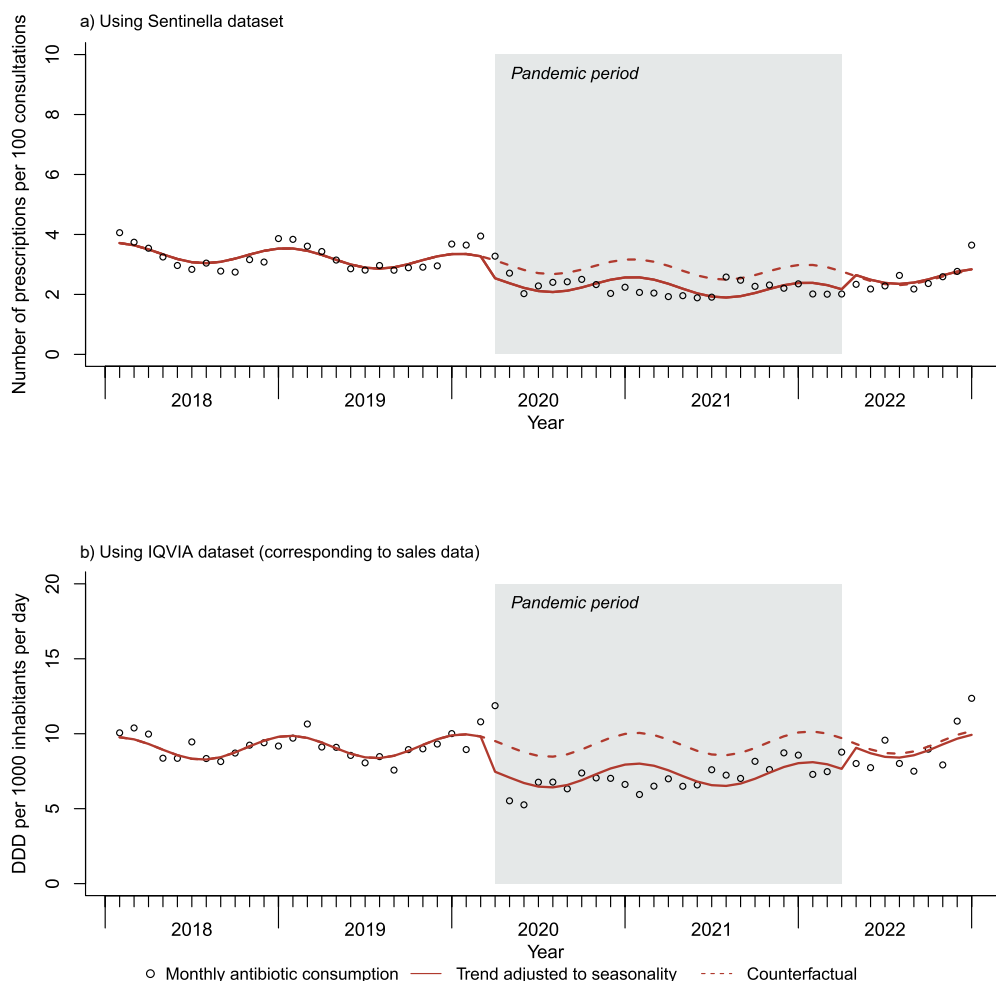 a) Using Sentinella dataset
Number of prescriptions per 100 consultations
10
8
6
4
2
0
Pandemic period
2018 2019 2020 2021 2022
Year
b) Using IQVIA dataset (corresponding to sales data)
DDD per 1000 inhabitants per day
20
15
10
5
0
Pandemic period
2018 2019 2020 2021 2022
Year
Monthly antibiotic consumption Trend adjusted to seasonality Counterfactual